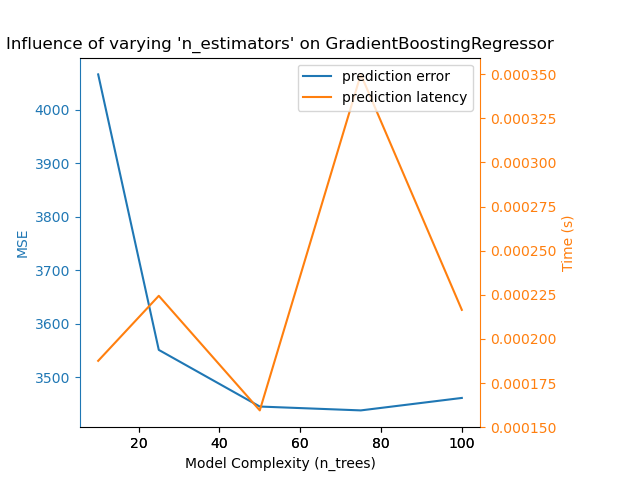 Influence of varying 'n_estimators' on GradientBoostingRegressor
prediction error
prediction latency
4000
3900
3800
3700
3600
3500
MSE
0.000350
0.000325
0.000300
0.000275
0.000250
0.000225
0.000200
0.000175
0.000150
Time (s)
20 40 60 80 100
Model Complexity (n_trees)